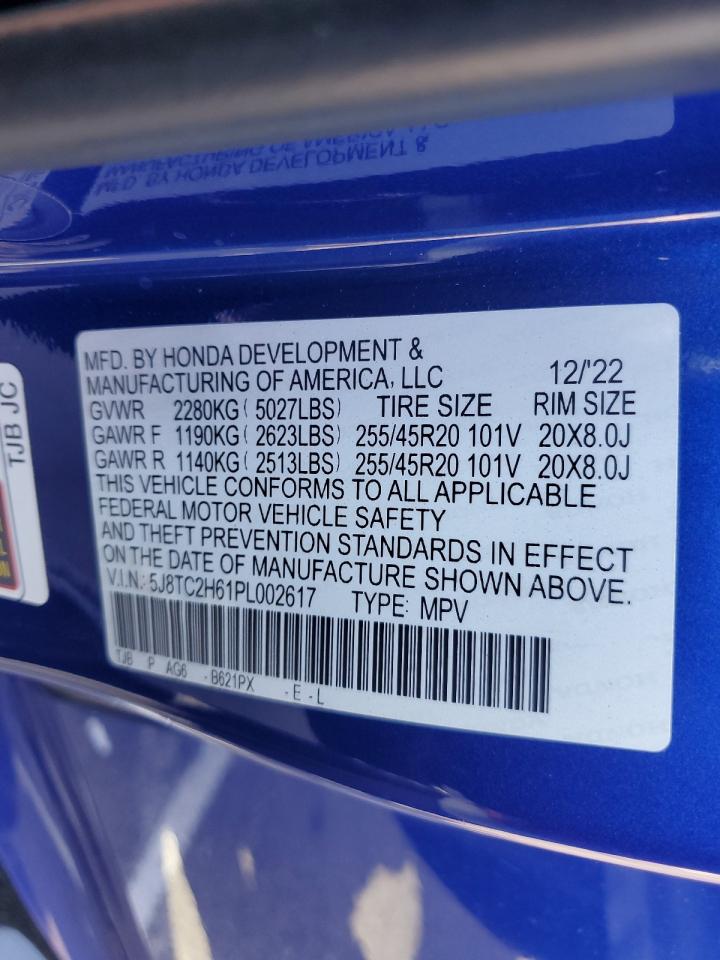 MFD. BY HONDA DEVELOPMENT &
MANUFACTURING OF AMERICA, LLC 12/'22
GVWR 2280KG (5027LBS) TIRE SIZE RIM SIZE
GAWR F 1190KG (2623LBS) 255/45R20 101V 20X8.0J
GAWR R 1140KG (2513LBS) 255/45R20 101V 20X8.0J
THIS VEHICLE CONFORMS TO ALL APPLICABLE
FEDERAL MOTOR VEHICLE SAFETY
AND THEFT PREVENTION STANDARDS IN EFFECT
ON THE DATE OF MANUFACTURE SHOWN ABOVE.
V.I.N.: 5J8TC2H61PL002617 TYPE: MPV
TJB P AG6 -B621PX -E-L
TJB JC